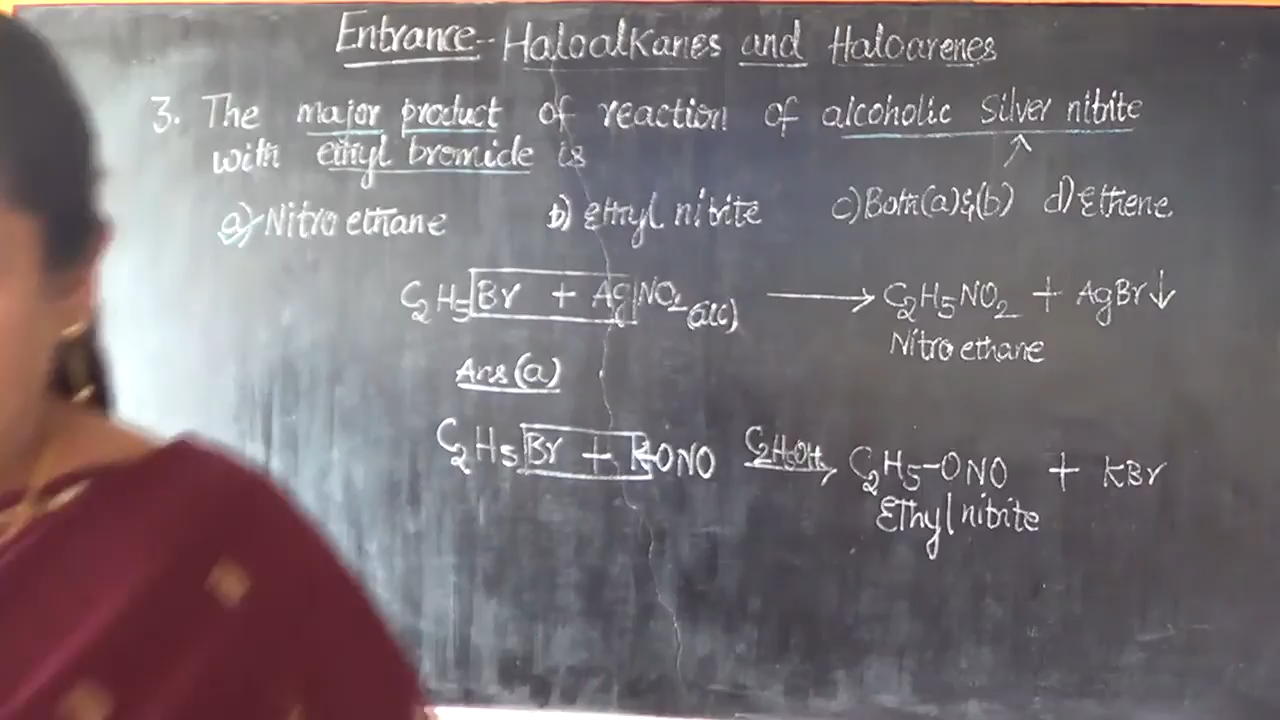 Entrance-- Haloalkanes and Haloarenes
3. The major product of reaction of alcoholic Silver nitrite
with ethyl bromide is
a) Nitro ethane b) Ethyl nitrite c) Both (a) & (b) d) Ethene
C₂H₅Br + AgNO₂(alc) ⟶ C₂H₅NO₂ + AgBr↓
Nitro ethane
Ans (a)
C₂H₅Br + K-ONO C₂H₅OH→ C₂H₅-ONO + KBr
Ethyl nitrite